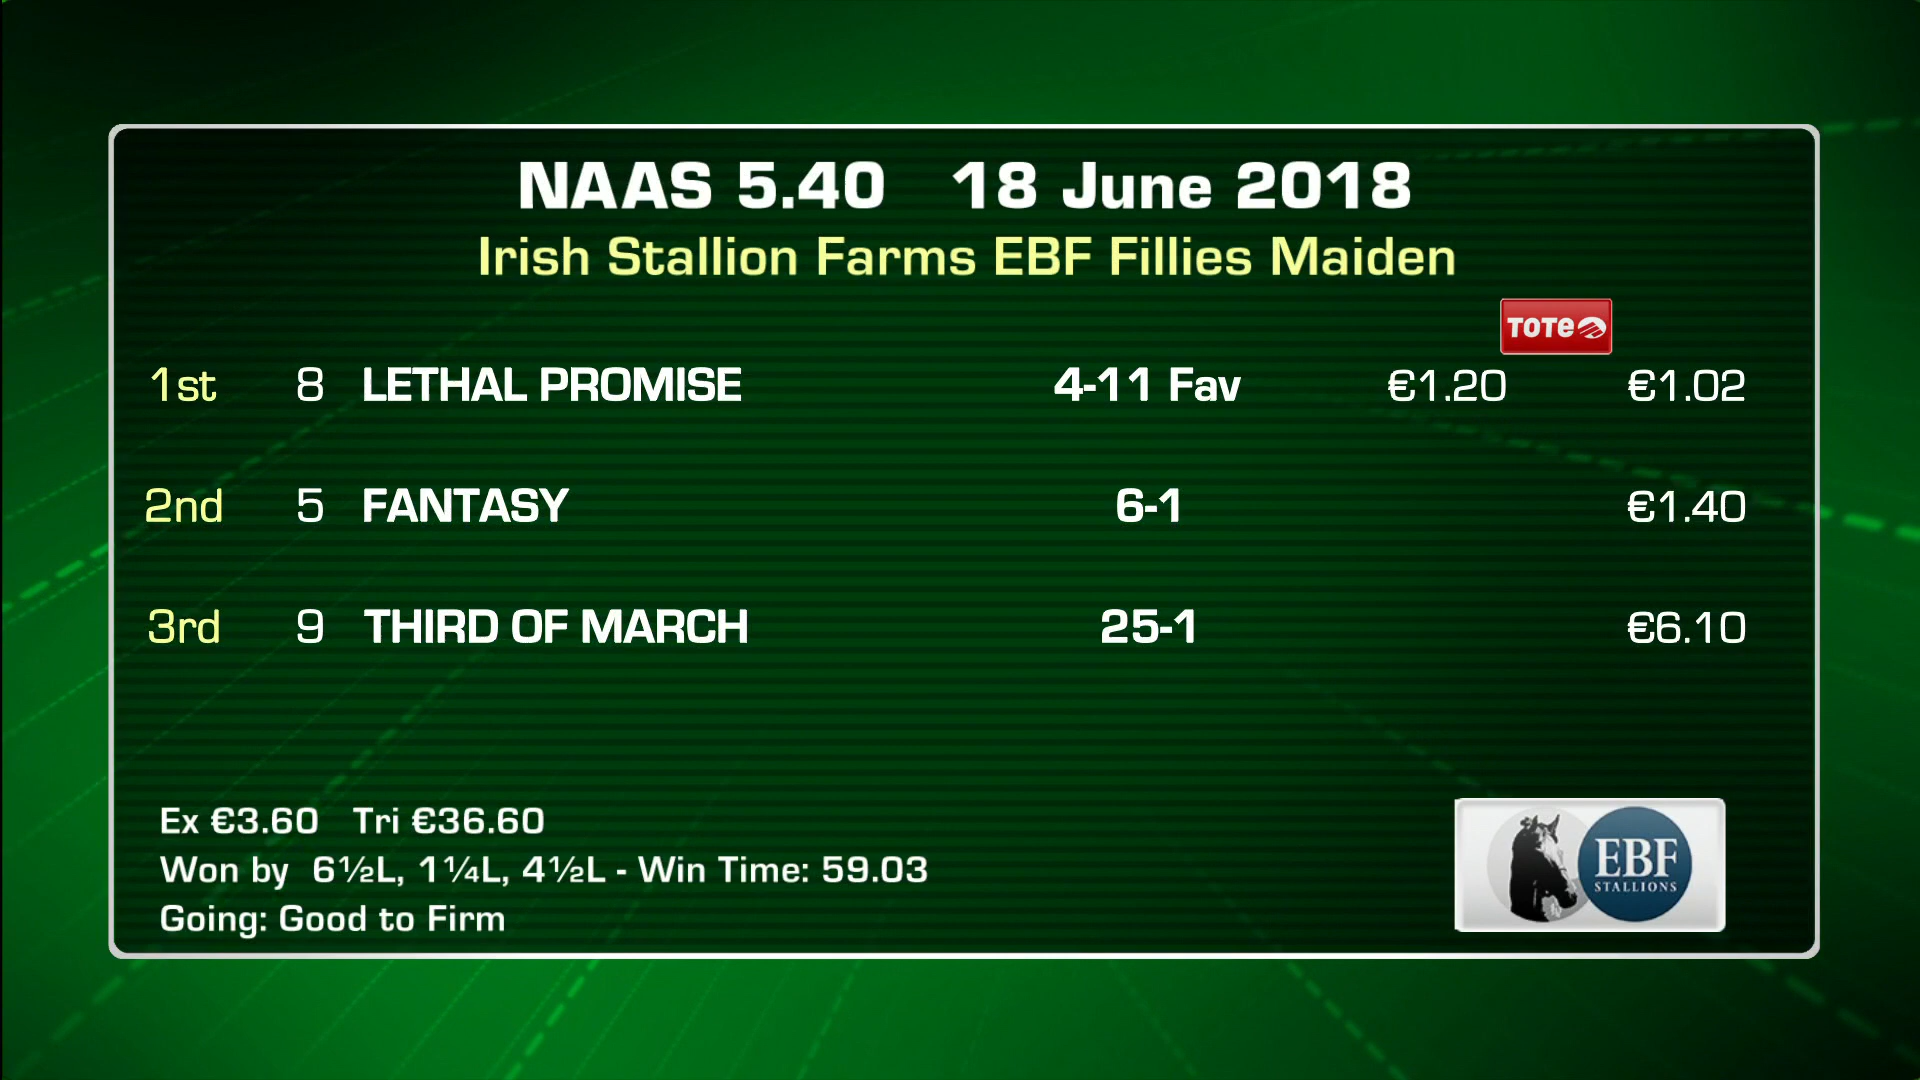 NAAS 5.40 18 June 2018
Irish Stallion Farms EBF Fillies Maiden
TOTE
1st 8 LETHAL PROMISE 4-11 Fav €1.20 €1.02
2nd 5 FANTASY 6-1 €1.40
3rd 9 THIRD OF MARCH 25-1 €6.10
Ex €3.60 Tri €36.60
Won by 6½L, 1¼L, 4½L - Win Time: 59.03
Going: Good to Firm
EBF
STALLIONS